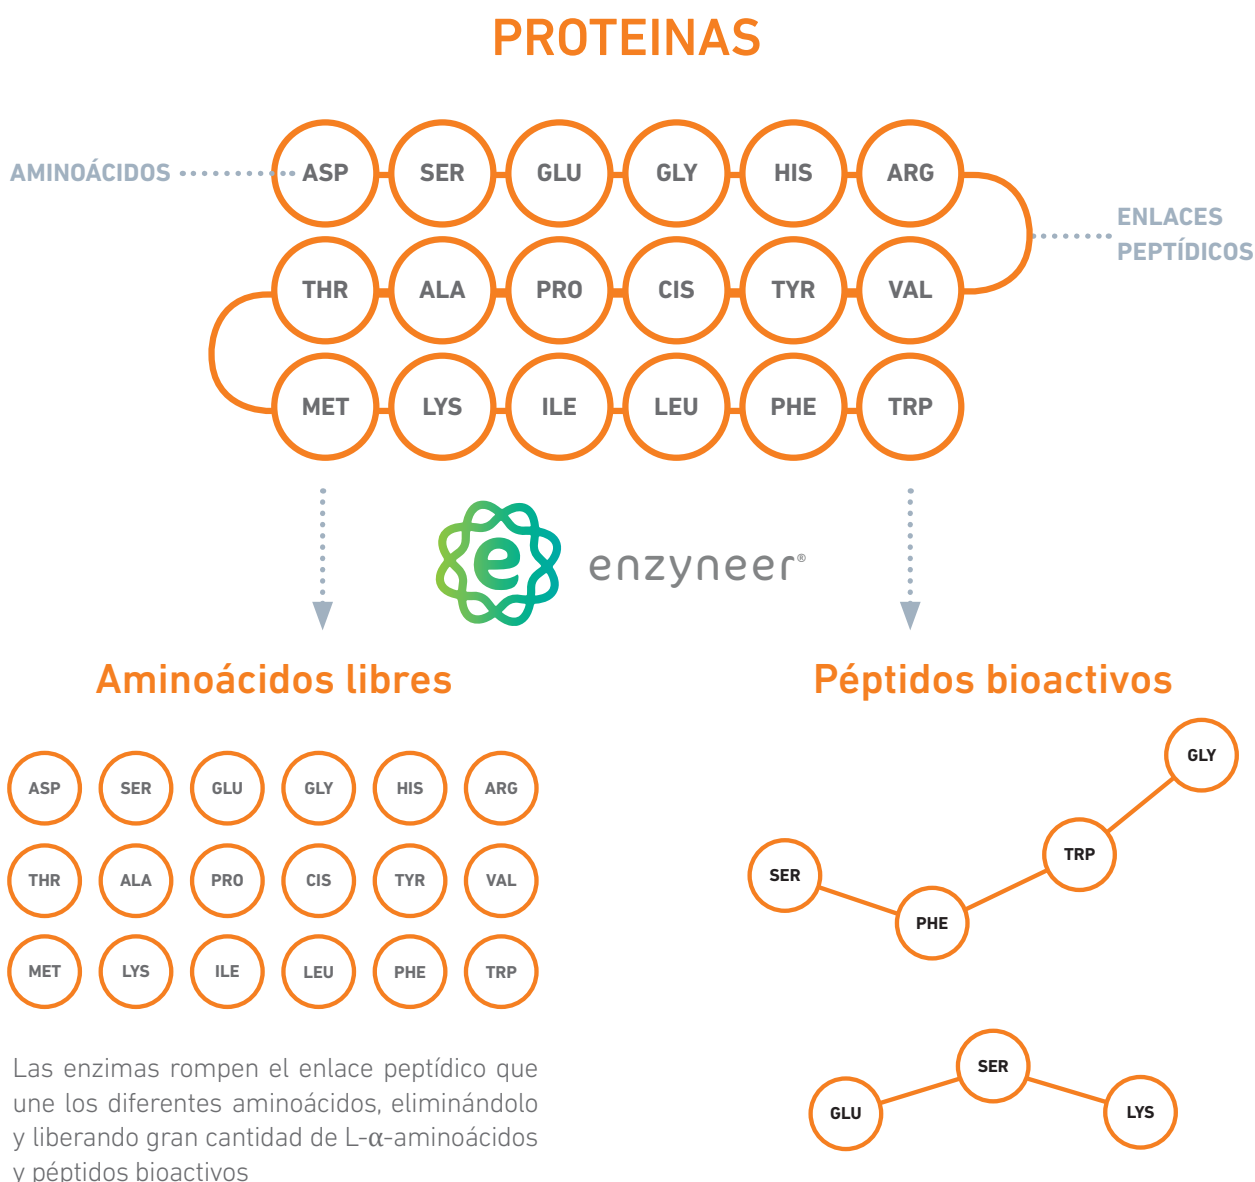 PROTEINAS
AMINOÁCIDOS
ASP SER GLU GLY HIS ARG
ENLACES
PEPTÍDICOS
THR ALA PRO CIS TYR VAL
MET LYS ILE LEU PHE TRP
e enzyneer®
Aminoácidos libres
ASP SER GLU GLY HIS ARG
THR ALA PRO CIS TYR VAL
MET LYS ILE LEU PHE TRP
Las enzimas rompen el enlace peptídico que
une los diferentes aminoácidos, eliminándolo
y liberando gran cantidad de L-α-aminoácidos
y péptidos bioactivos
Péptidos bioactivos
GLY
TRP
SER
PHE
SER
GLU
LYS